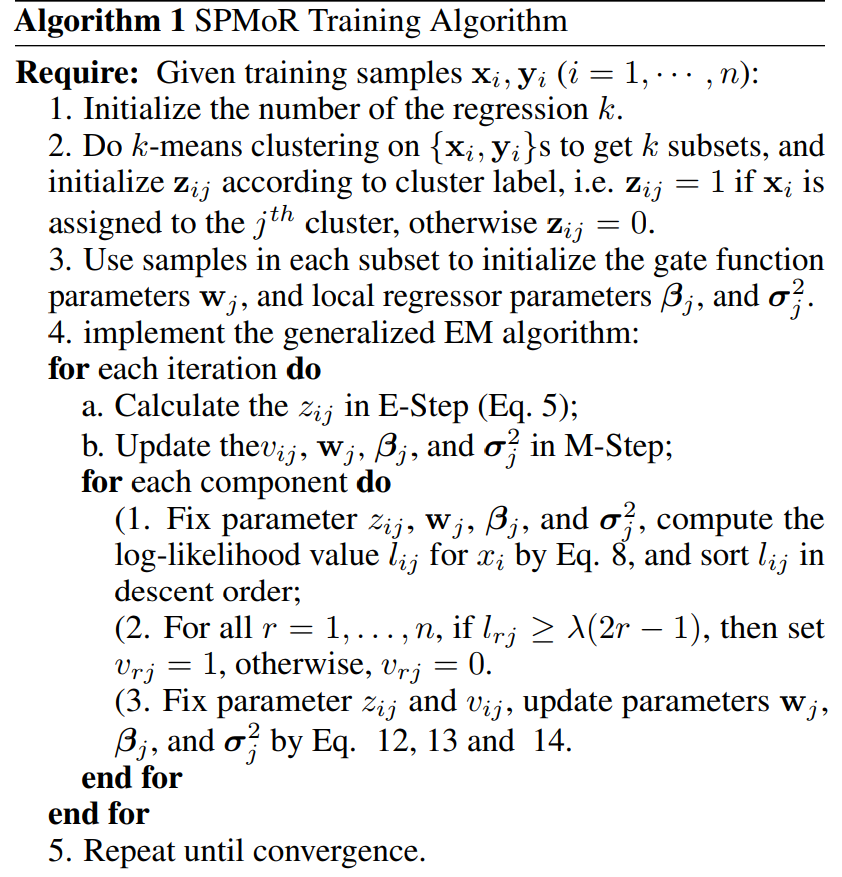 Algorithm 1 SPMoR Training Algorithm
Require: Given training samples $\mathbf{x}_i, \mathbf{y}_i$ $(i = 1, \cdots, n)$:
1. Initialize the number of the regression $k$.
2. Do $k$-means clustering on $\{\mathbf{x}_i, \mathbf{y}_i\}$s to get $k$ subsets, and
initialize $\mathbf{z}_{ij}$ according to cluster label, i.e. $\mathbf{z}_{ij} = 1$ if $\mathbf{x}_i$ is
assigned to the $j^{th}$ cluster, otherwise $\mathbf{z}_{ij} = 0$.
3. Use samples in each subset to initialize the gate function
parameters $\mathbf{w}_j$, and local regressor parameters $\boldsymbol{\beta}_j$, and $\boldsymbol{\sigma}_j^2$.
4. implement the generalized EM algorithm:
for each iteration do
a. Calculate the $z_{ij}$ in E-Step (Eq. 5);
b. Update the$v_{ij}$, $\mathbf{w}_j$, $\boldsymbol{\beta}_j$, and $\boldsymbol{\sigma}_j^2$ in M-Step;
for each component do
(1. Fix parameter $z_{ij}$, $\mathbf{w}_j$, $\boldsymbol{\beta}_j$, and $\boldsymbol{\sigma}_j^2$, compute the
log-likelihood value $l_{ij}$ for $x_i$ by Eq. 8, and sort $l_{ij}$ in
descent order;
(2. For all $r = 1, \ldots, n$, if $l_{rj} \geq \lambda(2r - 1)$, then set
$v_{rj} = 1$, otherwise, $v_{rj} = 0$.
(3. Fix parameter $z_{ij}$ and $v_{ij}$, update parameters $\mathbf{w}_j$,
$\boldsymbol{\beta}_j$, and $\boldsymbol{\sigma}_j^2$ by Eq. 12, 13 and 14.
end for
end for
5. Repeat until convergence.